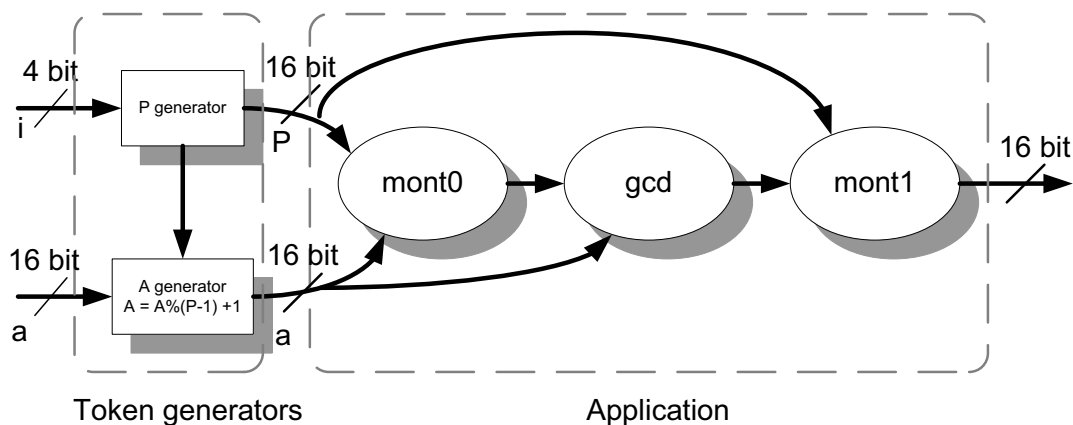 4 bit
i
P generator
16 bit
P
mont0
gcd
mont1
16 bit
16 bit
a
A generator
A = A%(P-1) +1
16 bit
a
Token generators
Application